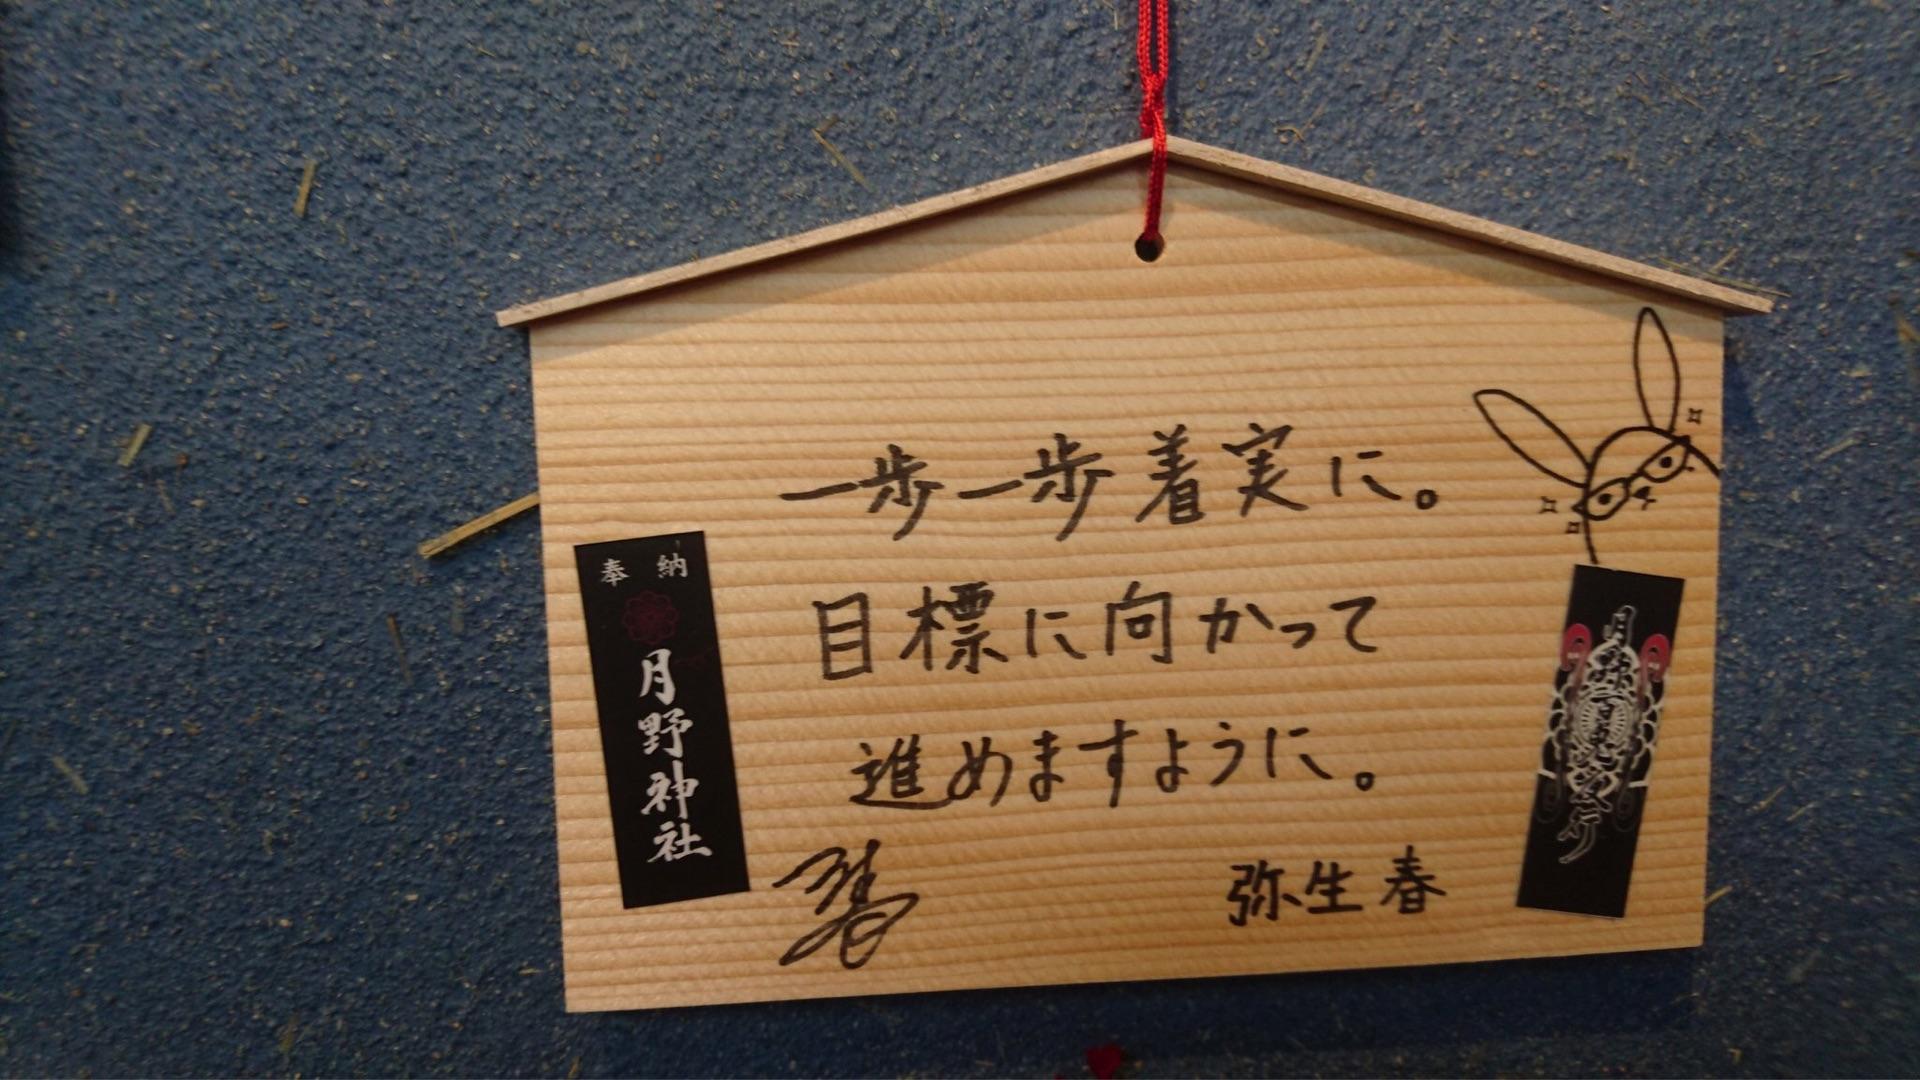 一歩一歩着実に。
目標に向かって
進めますように。
弥生春
奉納
月野神社